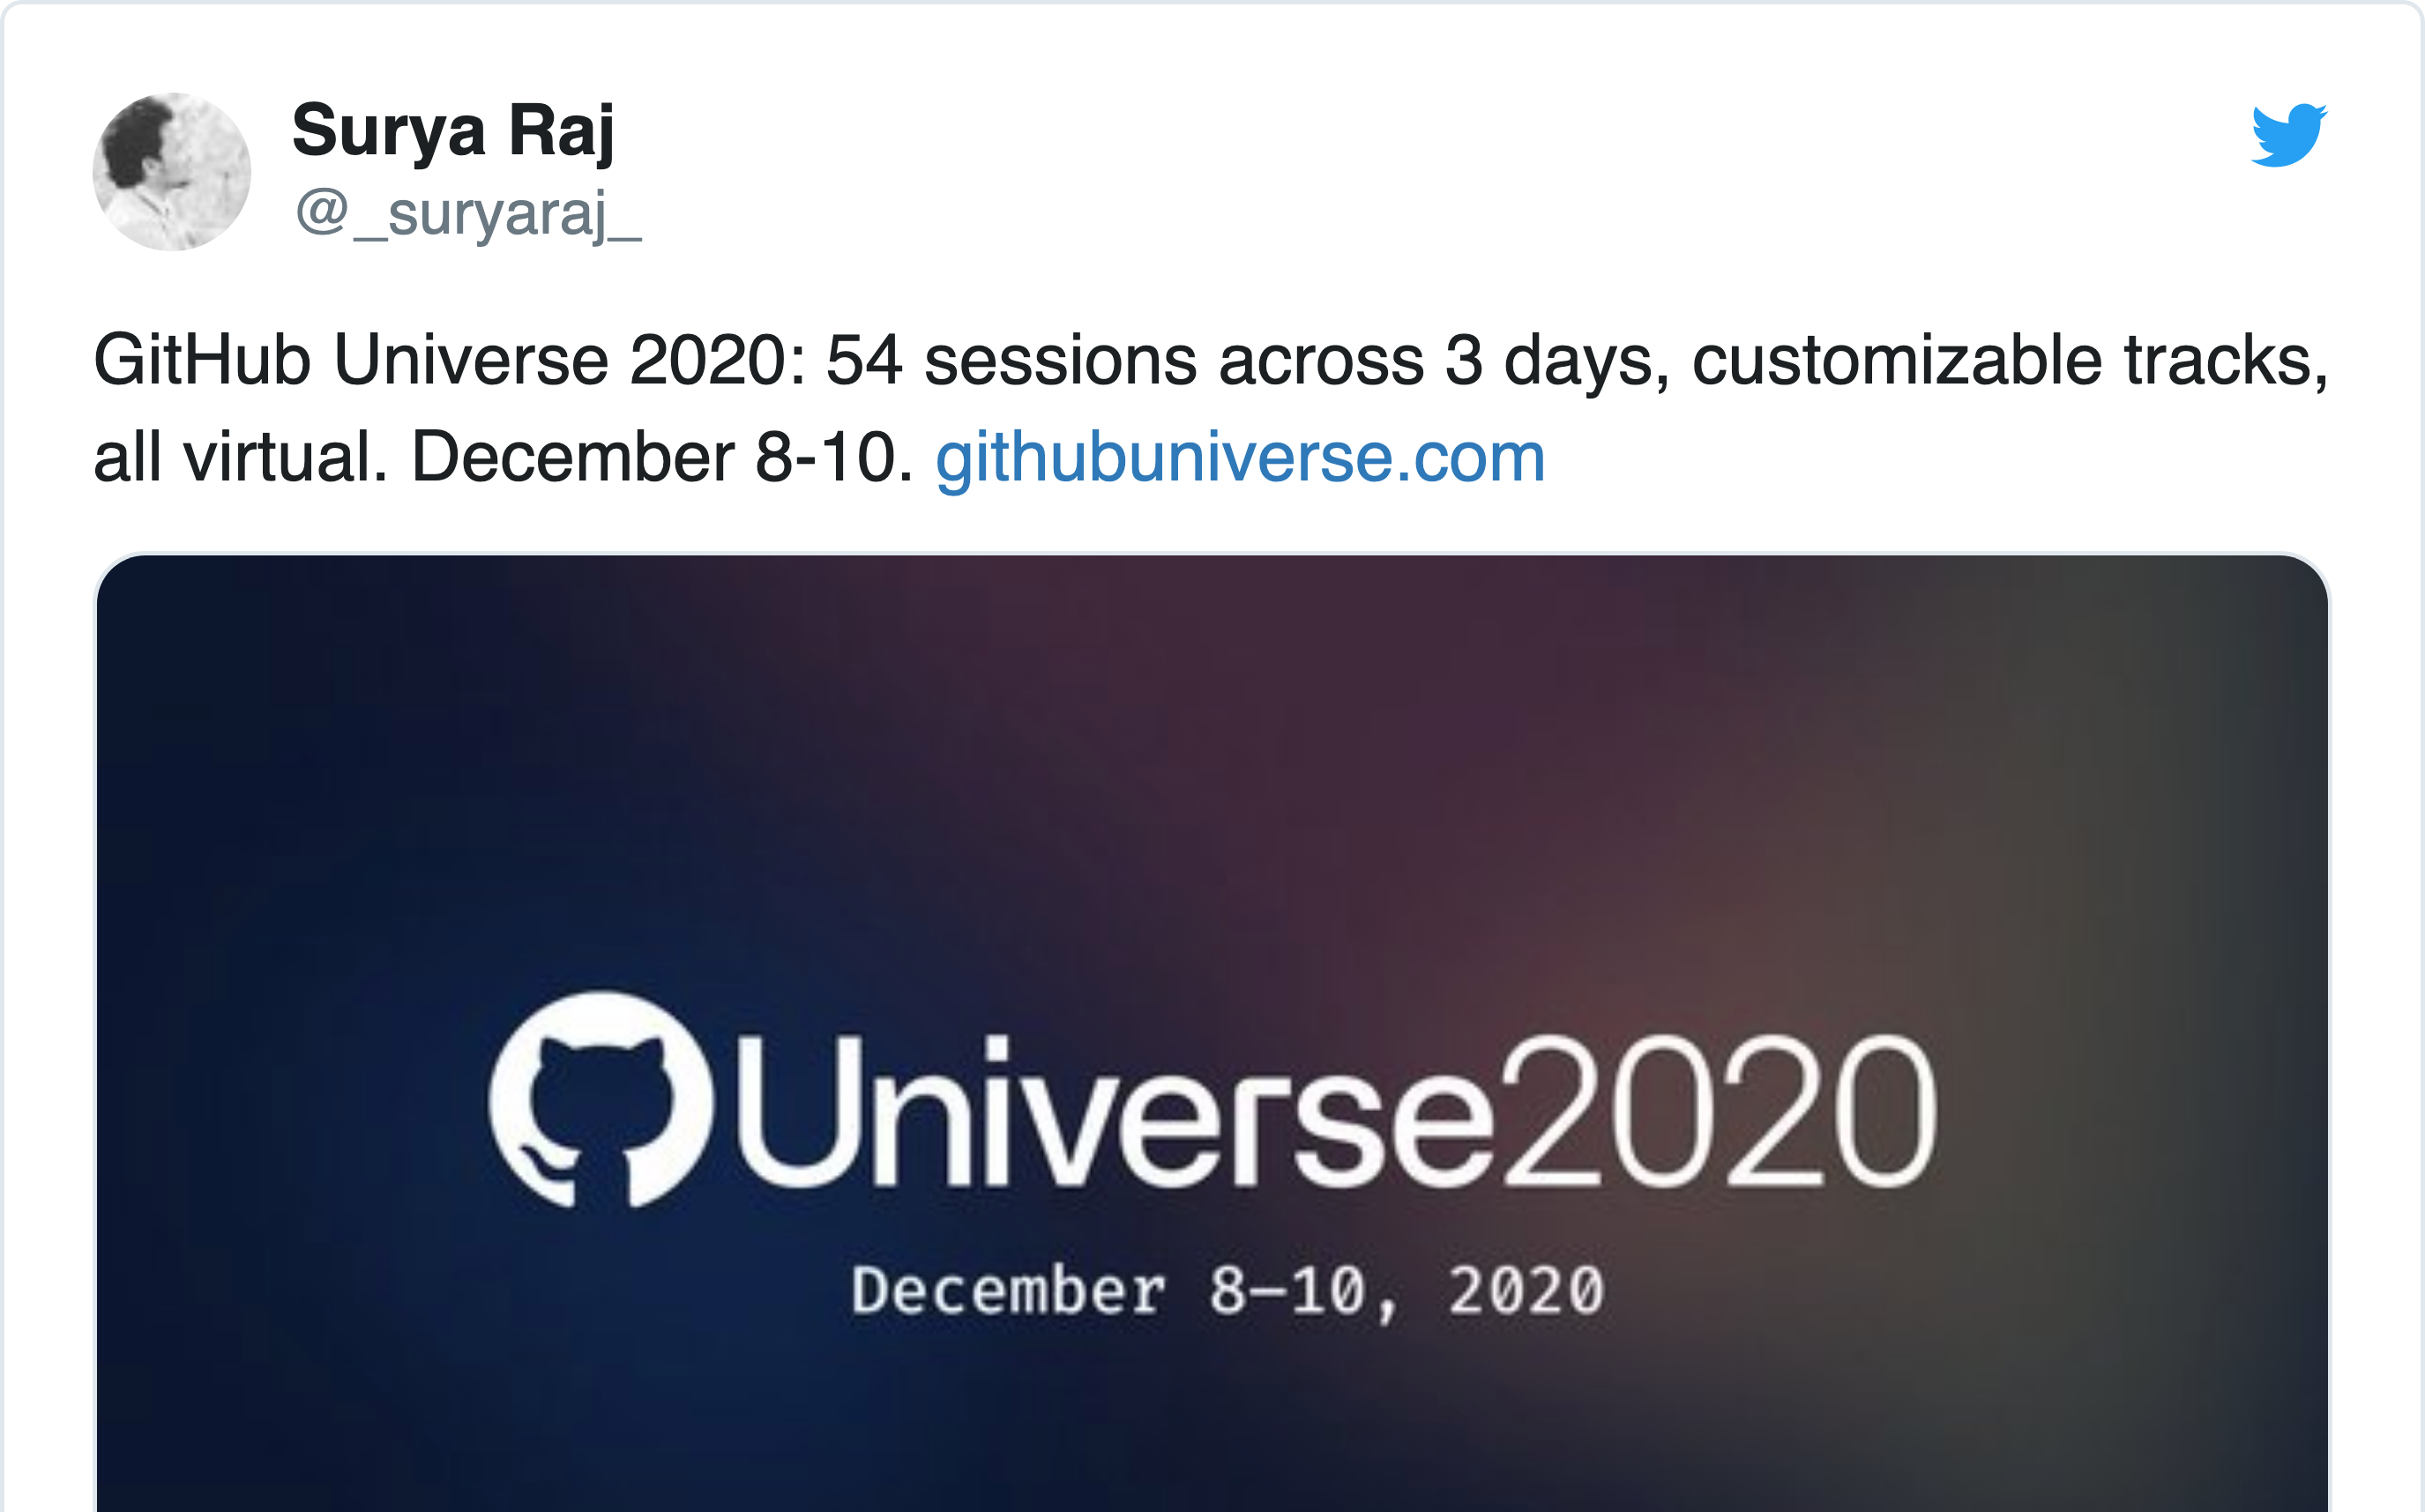 Surya Raj
@_suryaraj_
GitHub Universe 2020: 54 sessions across 3 days, customizable tracks,
all virtual. December 8-10. githubuniverse.com
Universe2020
December 8–10, 2020